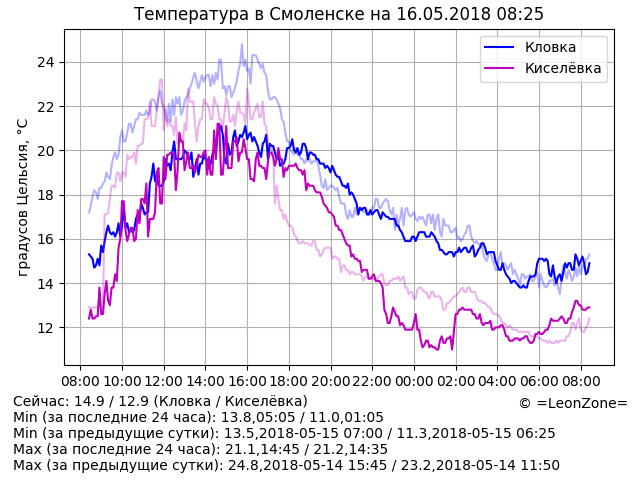 Температура в Смоленске на 16.05.2018 08:25
градусов Цельсия, °C
24
22
20
18
16
14
12
Кловка
Киселёвка
08:00 10:00 12:00 14:00 16:00 18:00 20:00 22:00 00:00 02:00 04:00 06:00 08:00
Сейчас: 14.9 / 12.9 (Кловка / Киселёвка)
© =LeonZone=
Min (за последние 24 часа): 13.8,05:05 / 11.0,01:05
Min (за предыдущие сутки): 13.5,2018-05-15 07:00 / 11.3,2018-05-15 06:25
Max (за последние 24 часа): 21.1,14:45 / 21.2,14:35
Max (за предыдущие сутки): 24.8,2018-05-14 15:45 / 23.2,2018-05-14 11:50